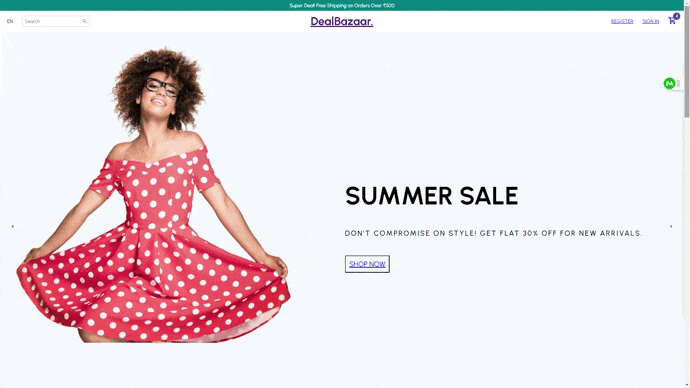 Super Deal! Free Shipping on Orders Over ₹500
EN
Search
DealBazaar.
REGISTER
SIGN IN
4
SUMMER SALE
DON'T COMPROMISE ON STYLE! GET FLAT 30% OFF FOR NEW ARRIVALS.
SHOP NOW